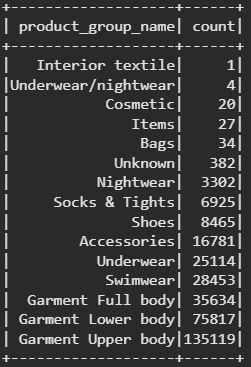 +-------------------+------+
| product_group_name| count|
+-------------------+------+
|   Interior textile|     1|
|Underwear/nightwear|     4|
|           Cosmetic|    20|
|              Items|    27|
|               Bags|    34|
|            Unknown|   382|
|          Nightwear|  3302|
|      Socks & Tights|  6925|
|              Shoes|  8465|
|        Accessories| 16781|
|          Underwear| 25114|
|           Swimwear| 28453|
|  Garment Full body| 35634|
| Garment Lower body| 75817|
| Garment Upper body|135119|
+-------------------+------+